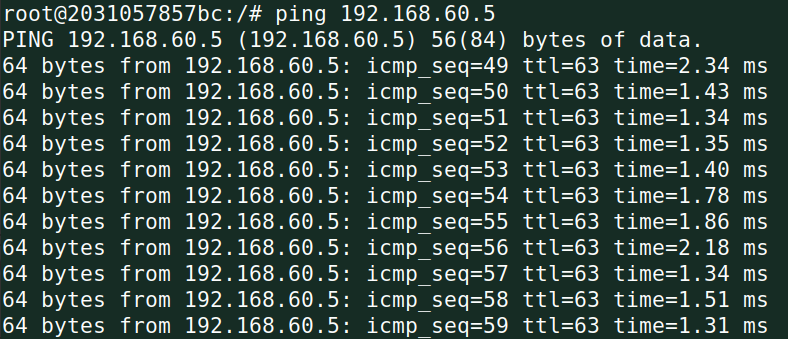 root@2031057857bc:/# ping 192.168.60.5
PING 192.168.60.5 (192.168.60.5) 56(84) bytes of data.
64 bytes from 192.168.60.5: icmp_seq=49 ttl=63 time=2.34 ms
64 bytes from 192.168.60.5: icmp_seq=50 ttl=63 time=1.43 ms
64 bytes from 192.168.60.5: icmp_seq=51 ttl=63 time=1.34 ms
64 bytes from 192.168.60.5: icmp_seq=52 ttl=63 time=1.35 ms
64 bytes from 192.168.60.5: icmp_seq=53 ttl=63 time=1.40 ms
64 bytes from 192.168.60.5: icmp_seq=54 ttl=63 time=1.78 ms
64 bytes from 192.168.60.5: icmp_seq=55 ttl=63 time=1.86 ms
64 bytes from 192.168.60.5: icmp_seq=56 ttl=63 time=2.18 ms
64 bytes from 192.168.60.5: icmp_seq=57 ttl=63 time=1.34 ms
64 bytes from 192.168.60.5: icmp_seq=58 ttl=63 time=1.51 ms
64 bytes from 192.168.60.5: icmp_seq=59 ttl=63 time=1.31 ms